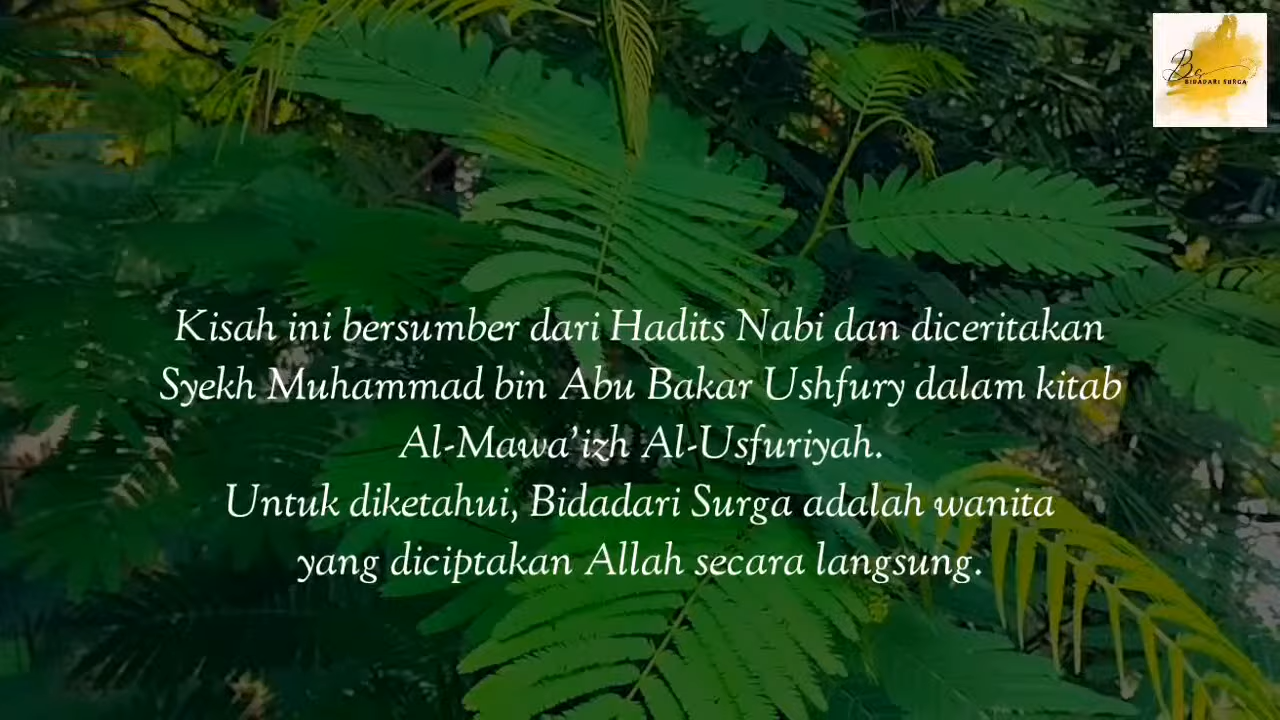 Bs
BIDADARI SURGA
Kisah ini bersumber dari Hadits Nabi dan diceritakan
Syekh Muhammad bin Abu Bakar Ushfury dalam kitab
Al-Mawa'izh Al-Usfuriyah.
Untuk diketahui, Bidadari Surga adalah wanita
yang diciptakan Allah secara langsung.